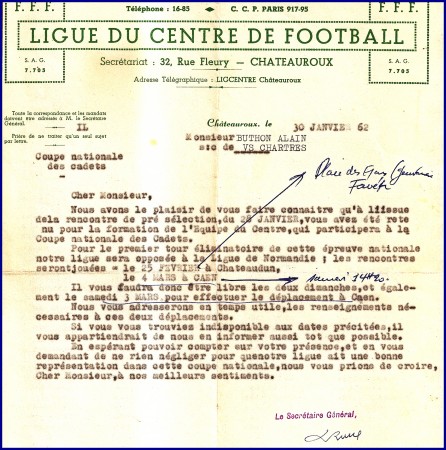 F F F
Téléphone : 16-85 C. C. P. PARIS 917-95
F F F
LIGUE DU CENTRE DE FOOTBALL
S. A. G.
7.703
Secrétariat : 32, Rue Fleury — CHATEAUROUX
S. A. G.
7.703
Adresse Télégraphique : LIGCENTRE Châteauroux
Toute la correspondance et les mandats
doivent être adressés à M. le Secrétaire
Général.
IL
Prière de ne traiter qu'un seul sujet
par lettre.
Châteauroux, le 30 JANVIER 62
Monsieur BUTHON ALAIN
s:c de VS CHARTRES
Coupe nationale
des cadets
Place des
Cher Monsieur,
Nous avons le plaisir de vous faire connaitre qu'à l'issue
dela rencontre de pré sélection, du 28 JANVIER, vous avez été rete
nu pour la formation de l'Equipe du Centre, qui participera à la
Coupe nationale des Cadets.
Pour le premier tour éliminatoire de cette épreuve nationale
notre ligue sera opposée à la Ligue de Normandie ; les rencontres
serontjouées = le 25 FEVRIER à Chateaudun,
le 4 MARS à CAEN
Il vous faudra donc être libre les deux dimanches, et égale-
ment le samedi 3 MARS pour effectuer le déplacement à Caen.
Nous vous adresserons en temps utile, les renseignements né-
cessaires à ces deux déplacements.
Si vous vous trouviez indisponible aux dates précitées, il
vous appartiendrait de nous en informer aussi tot que possible.
En espérant pouvoir compter sur votre présence, et en vous
demandant de ne rien négliger pour quenotre ligue ait une bonne
représentation dans cette coupe nationale, nous vous prions de croire,
Cher Monsieur, à nos meilleurs sentiments.
Le Secrétaire Général,